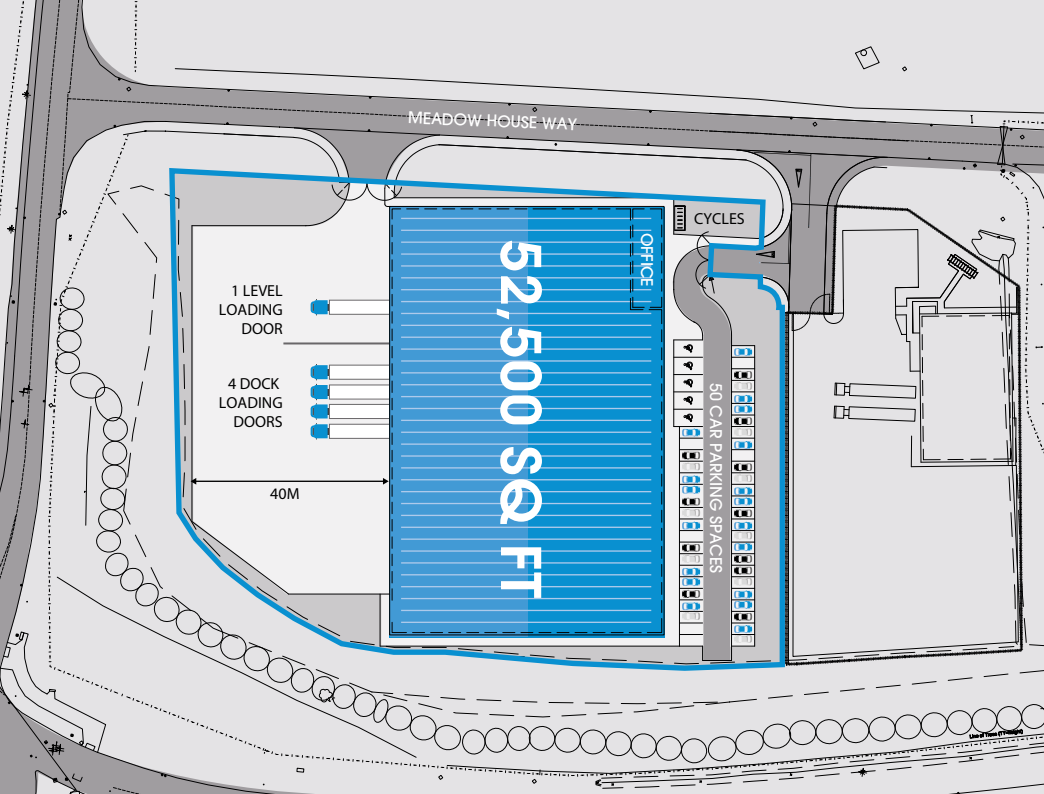 MEADOW HOUSE WAY
CYCLES
OFFICE
1 LEVEL
LOADING
DOOR
52,500 SQ FT
4 DOCK
LOADING
DOORS
50 CAR PARKING SPACES
40M